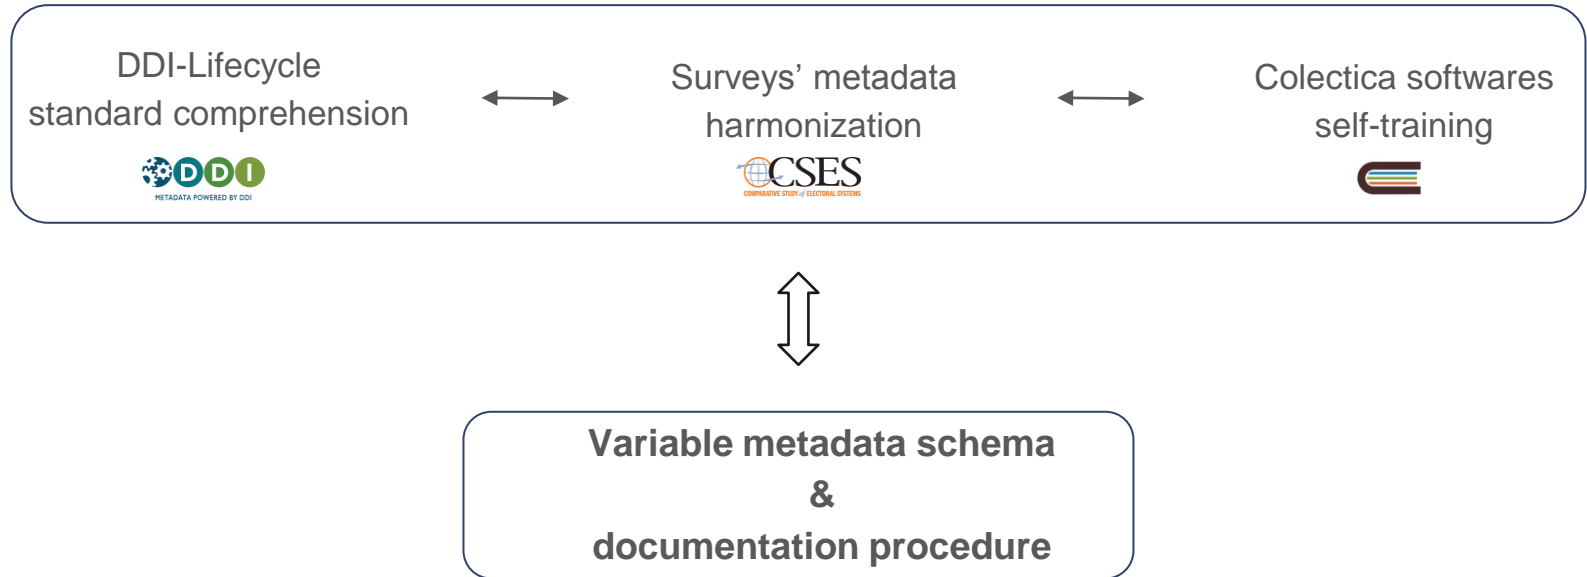 DDI-Lifecycle
standard comprehension
DDI
METADATA POWERED BY DDI
Surveys’ metadata
harmonization
CSES
COMPARATIVE STUDY of ELECTORAL SYSTEMS
Colectica softwares
self-training
Variable metadata schema
&
documentation procedure